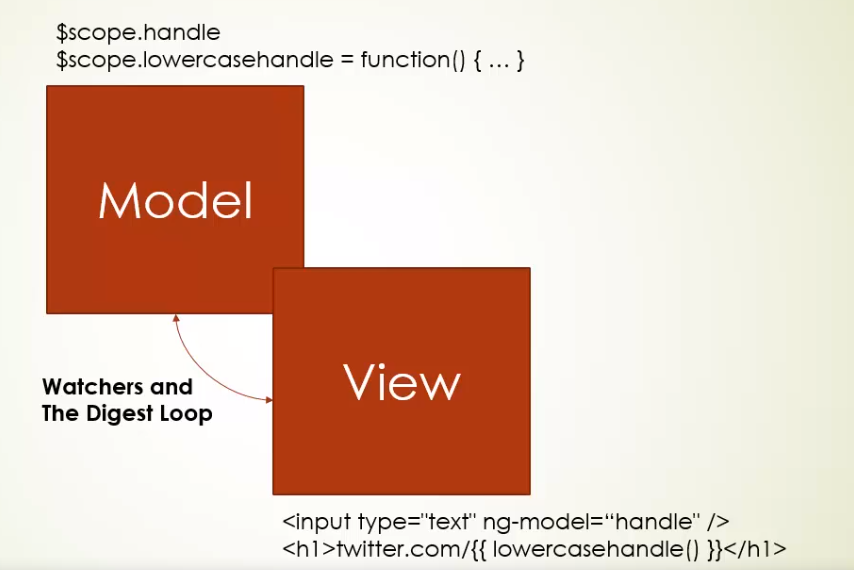 $scope.handle
$scope.lowercasehandle = function() { … }
Model
View
Watchers and
The Digest Loop
<input type="text" ng-model=“handle" />
<h1>twitter.com/{{ lowercasehandle() }}</h1>